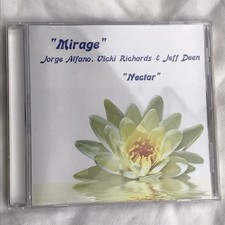 "Mirage"
Jorge Alfano, Vicki Richards & Jeff Deen
"Nectar"